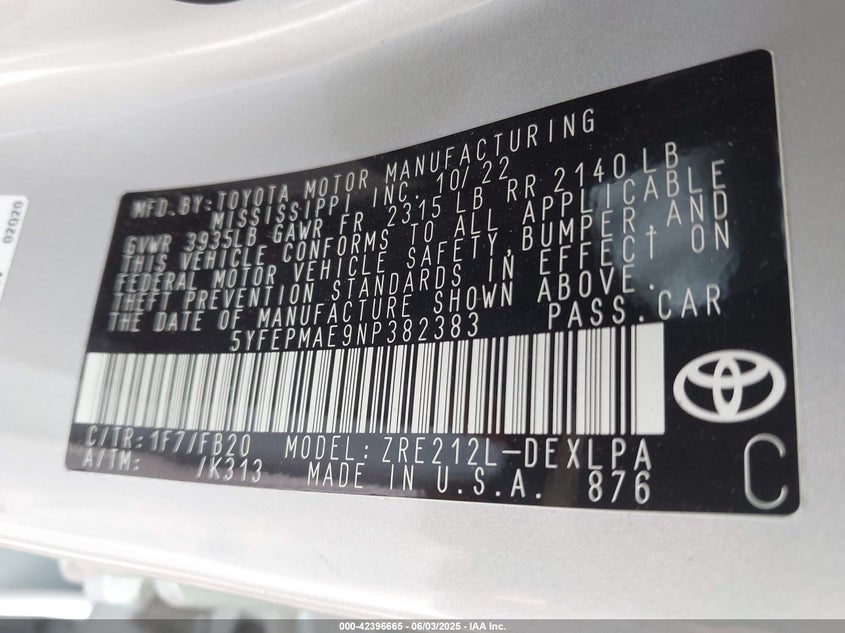 MFD.BY:TOYOTA MOTOR MANUFACTURING
MISSISSIPPI INC. 10/22
GVWR 3935LB GAWR FR 2315 LB RR 2140 LB
THIS VEHICLE CONFORMS TO ALL APPLICABLE
FEDERAL MOTOR VEHICLE SAFETY,BUMPER,AND
THEFT PREVENTION STANDARDS IN EFFECT ON
THE DATE OF MANUFACTURE SHOWN ABOVE.
5YFEPMAE9NP382383 PASS.CAR
C/TR:1F7/FB20 MODEL:ZRE212L-DEXLPA
A/TM: /K313 MADE IN U.S.A. 876
C
02020
000-42396665 - 06/03/2025 - IAA Inc.